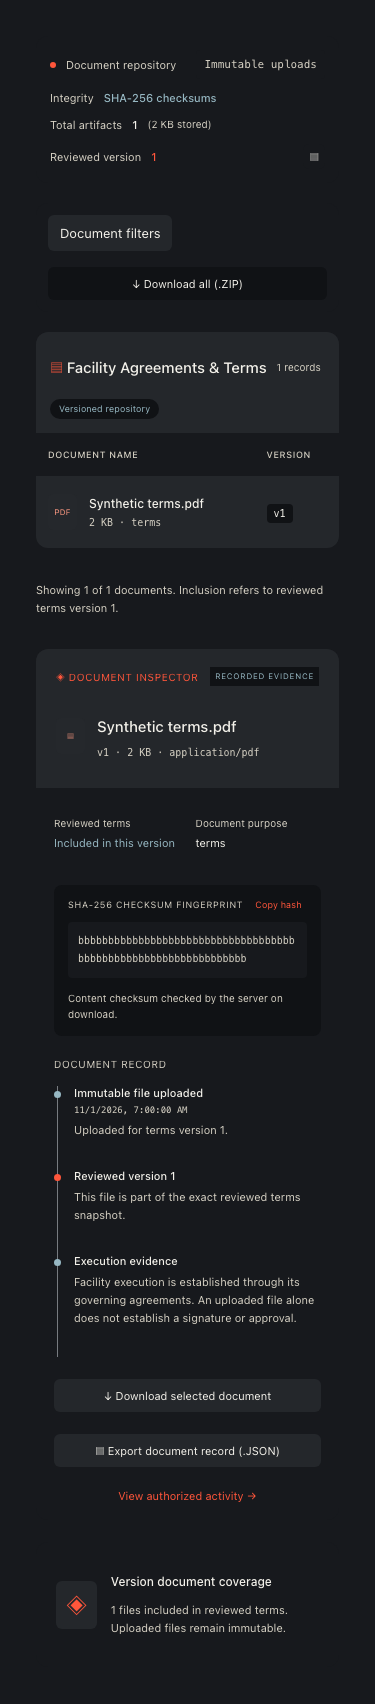 Document repository Immutable uploads
Integrity SHA-256 checksums
Total artifacts 1 (2 KB stored)
Reviewed version 1
Document filters
↓ Download all (.ZIP)
Facility Agreements & Terms 1 records
Versioned repository
DOCUMENT NAME VERSION
PDF Synthetic terms.pdf v1
2 KB · terms
Showing 1 of 1 documents. Inclusion refers to reviewed
terms version 1.
DOCUMENT INSPECTOR RECORDED EVIDENCE
Synthetic terms.pdf
v1 · 2 KB · application/pdf
Reviewed terms Document purpose
Included in this version terms
SHA-256 CHECKSUM FINGERPRINT Copy hash
bbbbbbbbbbbbbbbbbbbbbbbbbbbbbbbbbbbb
bbbbbbbbbbbbbbbbbbbbbbbbbbbb
Content checksum checked by the server on
download.
DOCUMENT RECORD
Immutable file uploaded
11/1/2026, 7:00:00 AM
Uploaded for terms version 1.
Reviewed version 1
This file is part of the exact reviewed terms
snapshot.
Execution evidence
Facility execution is established through its
governing agreements. An uploaded file alone
does not establish a signature or approval.
↓ Download selected document
▤ Export document record (.JSON)
View authorized activity →
Version document coverage
1 files included in reviewed terms.
Uploaded files remain immutable.